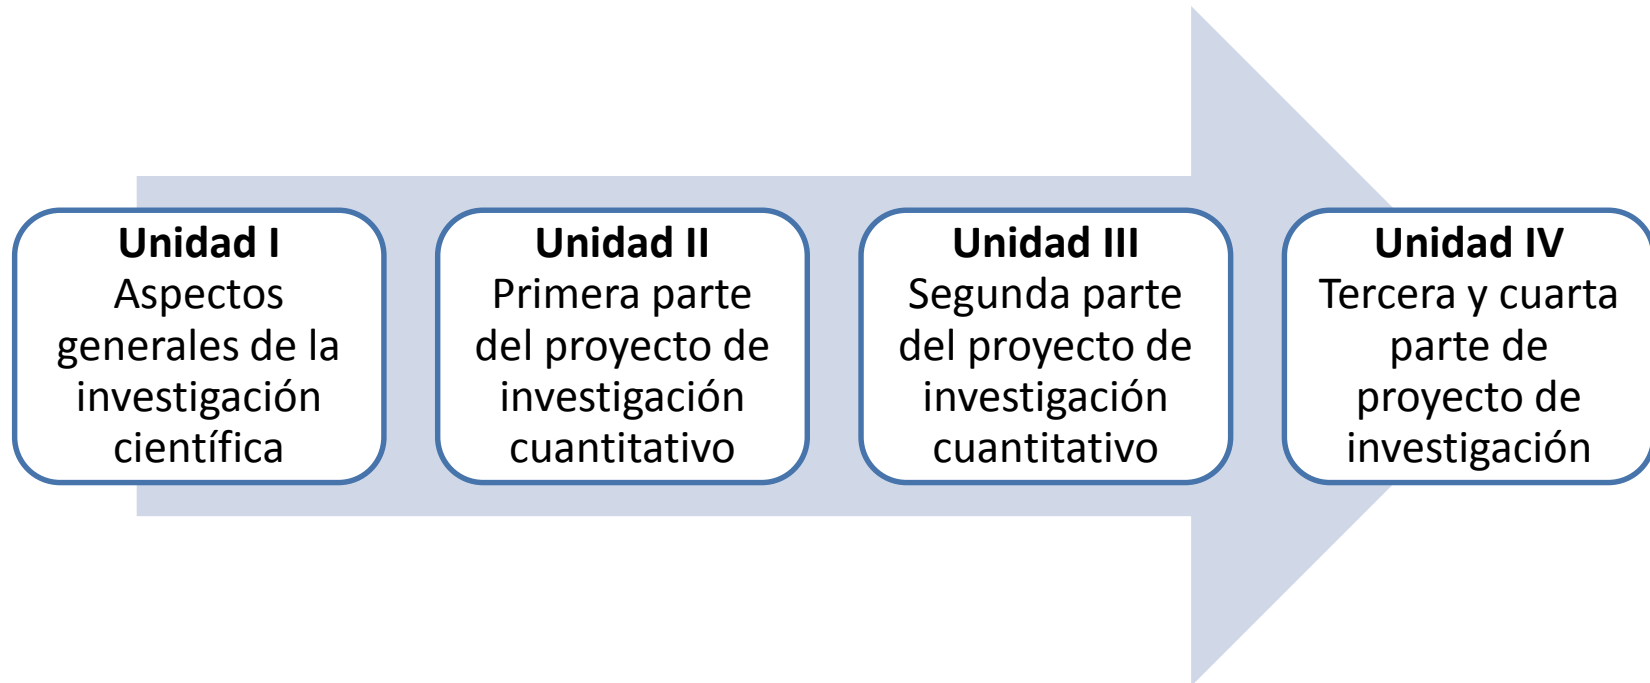 Unidad I
Aspectos
generales de la
investigación
científica
Unidad II
Primera parte
del proyecto de
investigación
cuantitativo
Unidad III
Segunda parte
del proyecto de
investigación
cuantitativo
Unidad IV
Tercera y cuarta
parte de
proyecto de
investigación